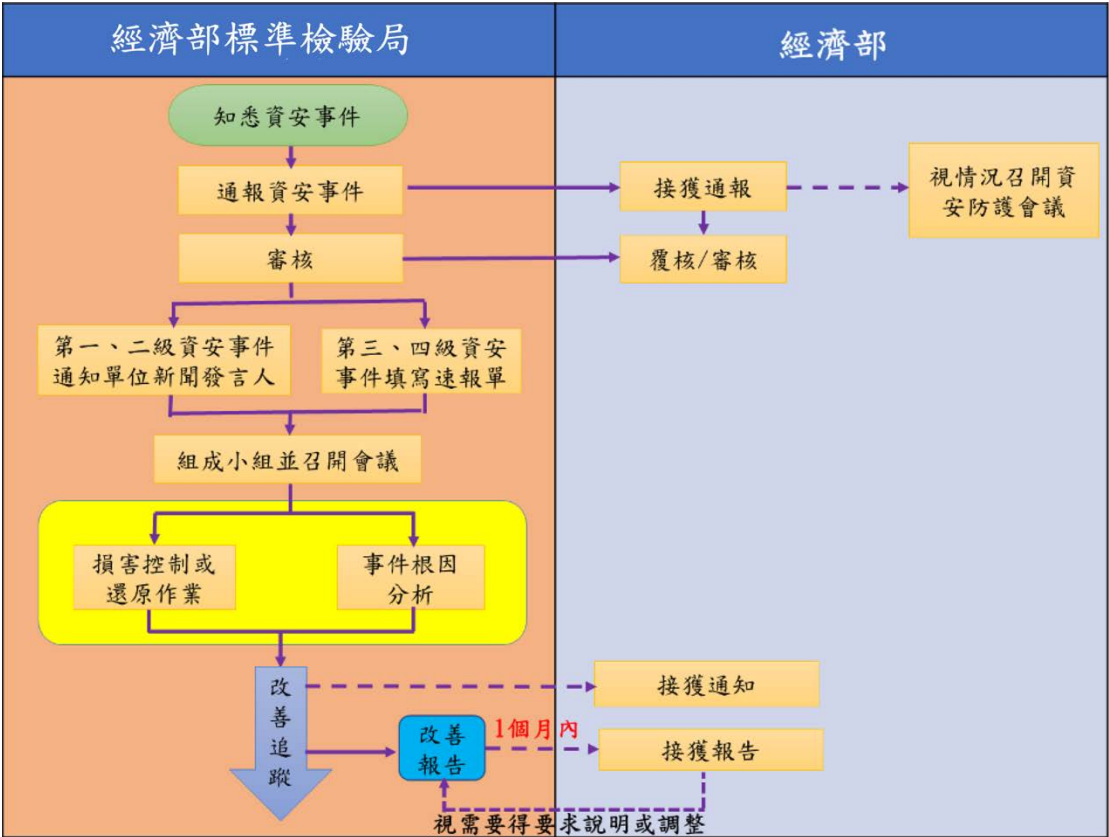 經濟部標準檢驗局
經濟部
知悉資安事件
通報資安事件
接獲通報
視情況召開資
安防護會議
審核
覆核/審核
第一、二級資安事件
通知單位新聞發言人
第三、四級資安
事件填寫速報單
組成小組並召開會議
損害控制或
還原作業
事件根因
分析
改
善
追
蹤
接獲通知
改善
報告
1個月內
接獲報告
視需要得要求說明或調整